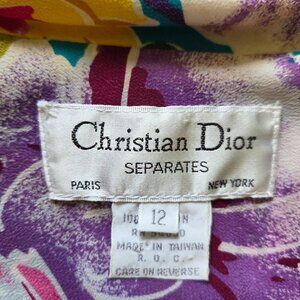 Christian Dior
SEPARATES
PARIS NEW YORK
12
MADE IN TAIWAN
R. O. C.
CARE ON REVERSE